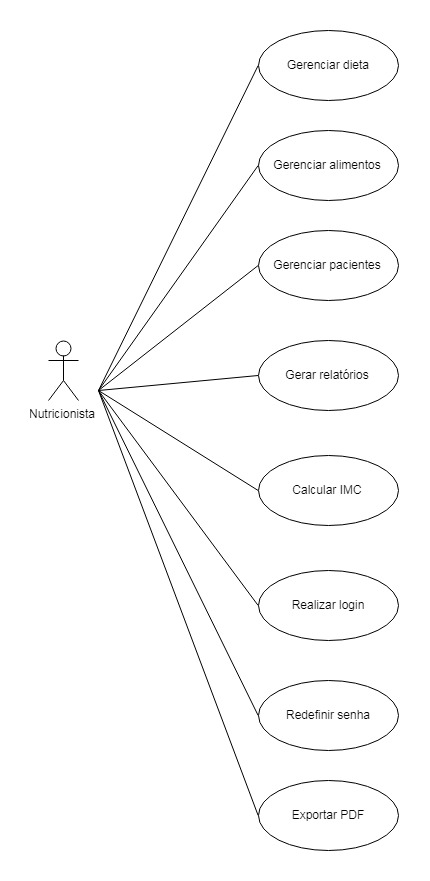 Gerenciar dieta
Gerenciar alimentos
Gerenciar pacientes
Gerar relatórios
Nutricionista
Calcular IMC
Realizar login
Redefinir senha
Exportar PDF